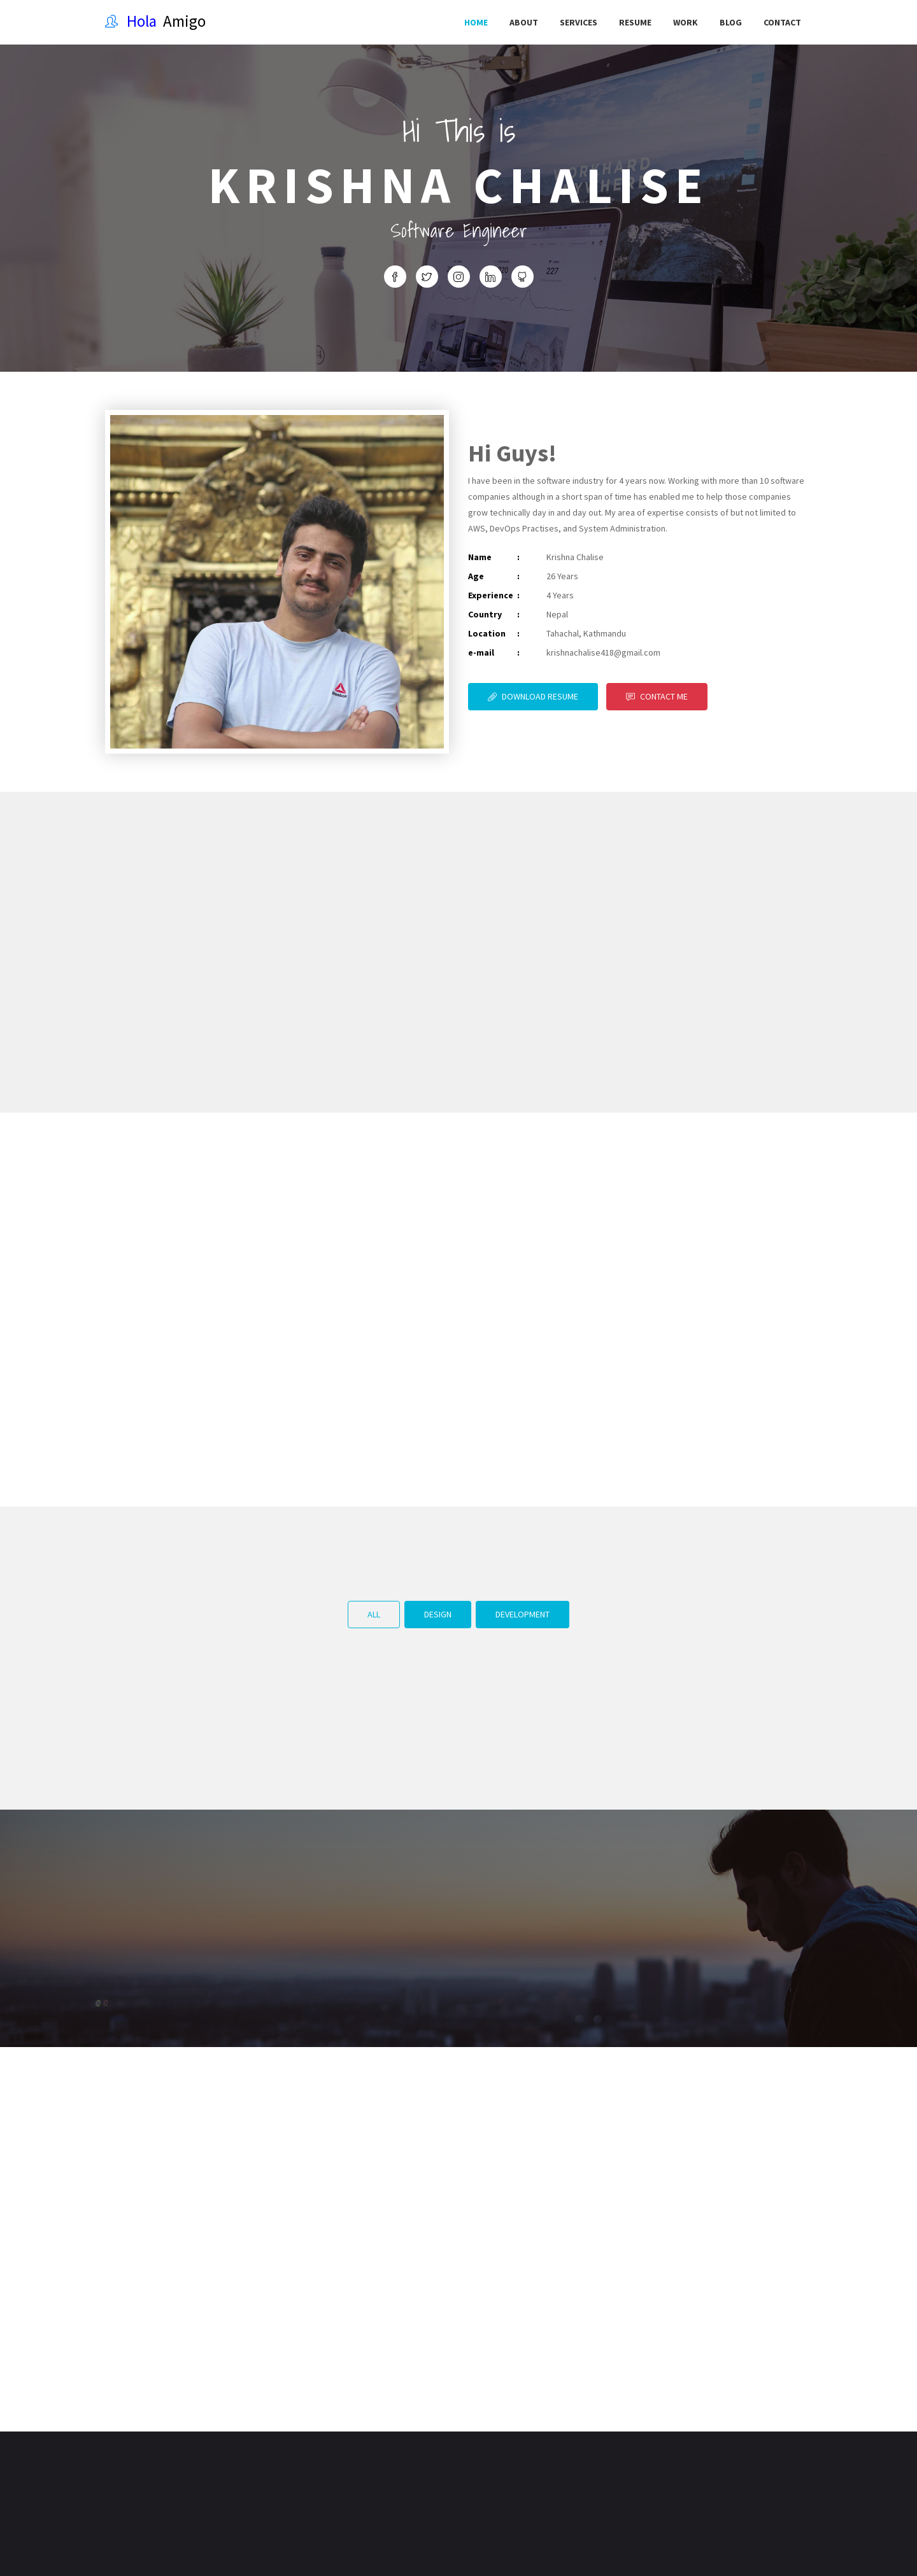 Hola Amigo
HOME ABOUT SERVICES RESUME WORK BLOG CONTACT
Hi This is
KRISHNA CHALISE
Software Engineer
227
Hi Guys!
I have been in the software industry for 4 years now. Working with more than 10 software
companies although in a short span of time has enabled me to help those companies
grow technically day in and day out. My area of expertise consists of but not limited to
AWS, DevOps Practises, and System Administration.
Name : Krishna Chalise
Age : 26 Years
Experience : 4 Years
Country : Nepal
Location : Tahachal, Kathmandu
e-mail : krishnachalise418@gmail.com
DOWNLOAD RESUME CONTACT ME
Reebok
ALL DESIGN DEVELOPMENT